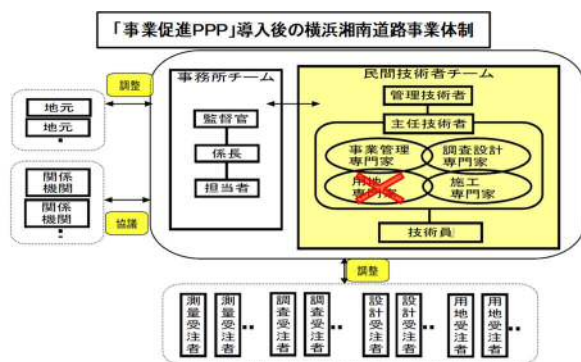 「事業促進PPP」導入後の横浜湘南道路事業体制
調整
地元
地元
関係
機関
関係
機関
協議
事務所チーム
監督官
係長
担当者
民間技術者チーム
管理技術者
主任技術者
事業管理
専門家
調査設計
専門家
用地
専門家
施工
専門家
技術員
調整
測量受注者
測量受注者
調査受注者
調査受注者
設計受注者
設計受注者
用地受注者
用地受注者